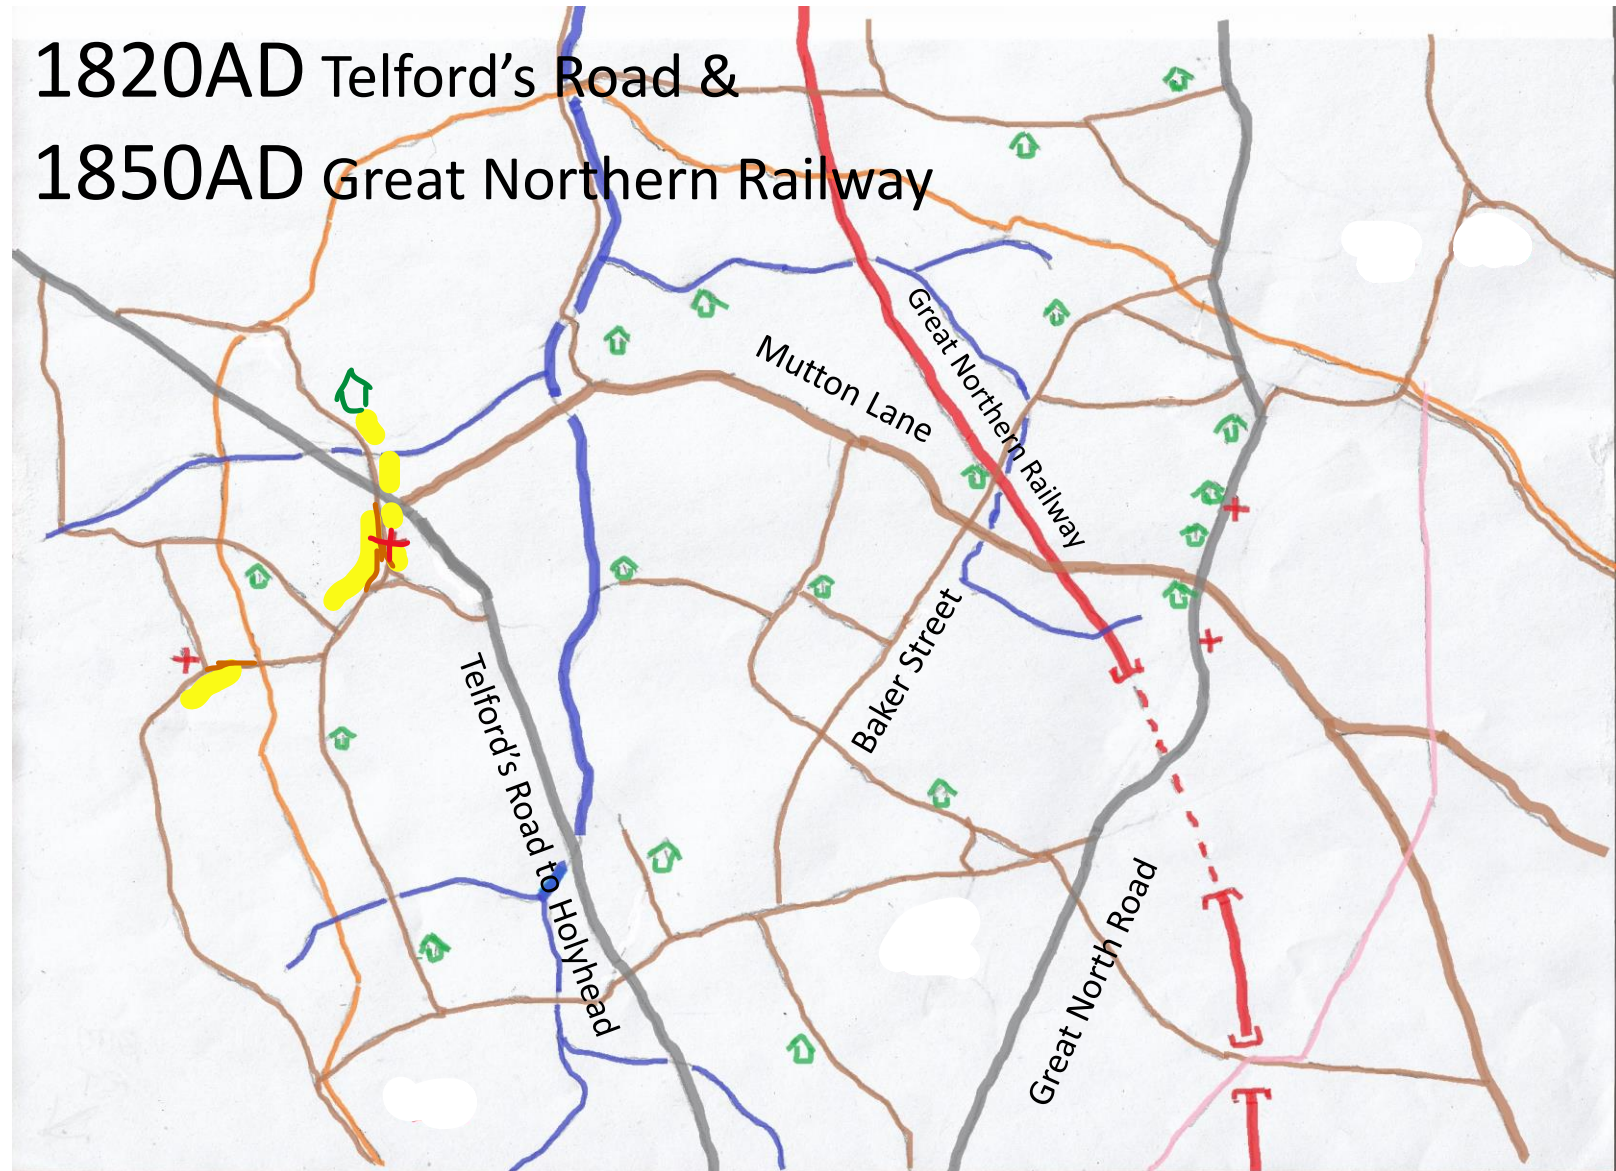 1820AD Telford's Road &
1850AD Great Northern Railway
Great Northern Railway
Mutton Lane
Baker Street
Telford's Road to Holyhead
Great North Road